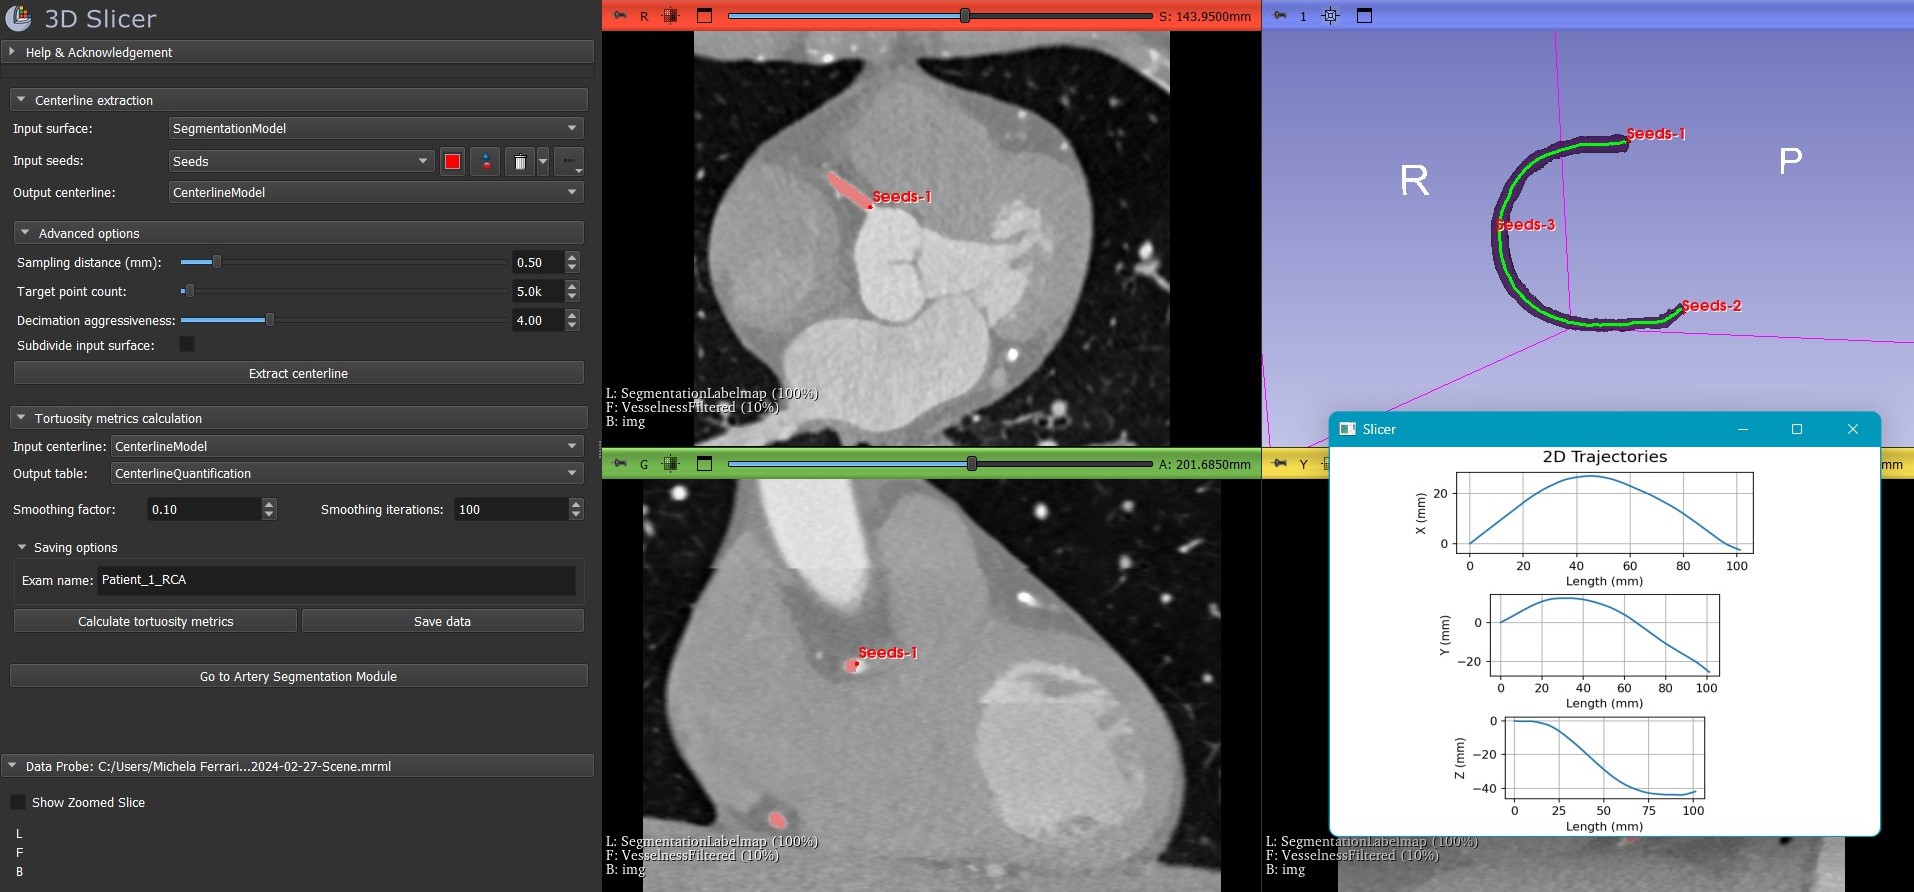 3D Slicer
Help & Acknowledgement
Centerline extraction
Input surface: SegmentationModel
Input seeds: Seeds
Output centerline: CenterlineModel
Advanced options
Sampling distance (mm): 0.50
Target point count: 5.0k
Decimation aggressiveness: 4.00
Subdivide input surface:
Extract centerline
Tortuosity metrics calculation
Input centerline: CenterlineModel
Output table: CenterlineQuantification
Smoothing factor: 0.10 Smoothing iterations: 100
Saving options
Exam name: Patient_1_RCA
Calculate tortuosity metrics Save data
Go to Artery Segmentation Module
Data Probe: C:/Users/Michela Ferrari...2024-02-27-Scene.mrml
Show Zoomed Slice
L
F
B
R S: 143.9500mm
Seeds-1
L: SegmentationLabelmap (100%)
F: VesselnessFiltered (10%)
B: img
G A: 201.6850mm
Seeds-1
L: SegmentationLabelmap (100%)
F: VesselnessFiltered (10%)
B: img
1
Seeds-1
R P
Seeds-3
Seeds-2
Y mm
L: SegmentationLabelmap (100%)
F: VesselnessFiltered (10%)
B: img
Slicer
2D Trajectories
X (mm)
20
0
0 20 40 60 80 100
Length (mm)
Y (mm)
0
−20
0 20 40 60 80 100
Length (mm)
Z (mm)
0
−20
−40
0 25 50 75 100
Length (mm)